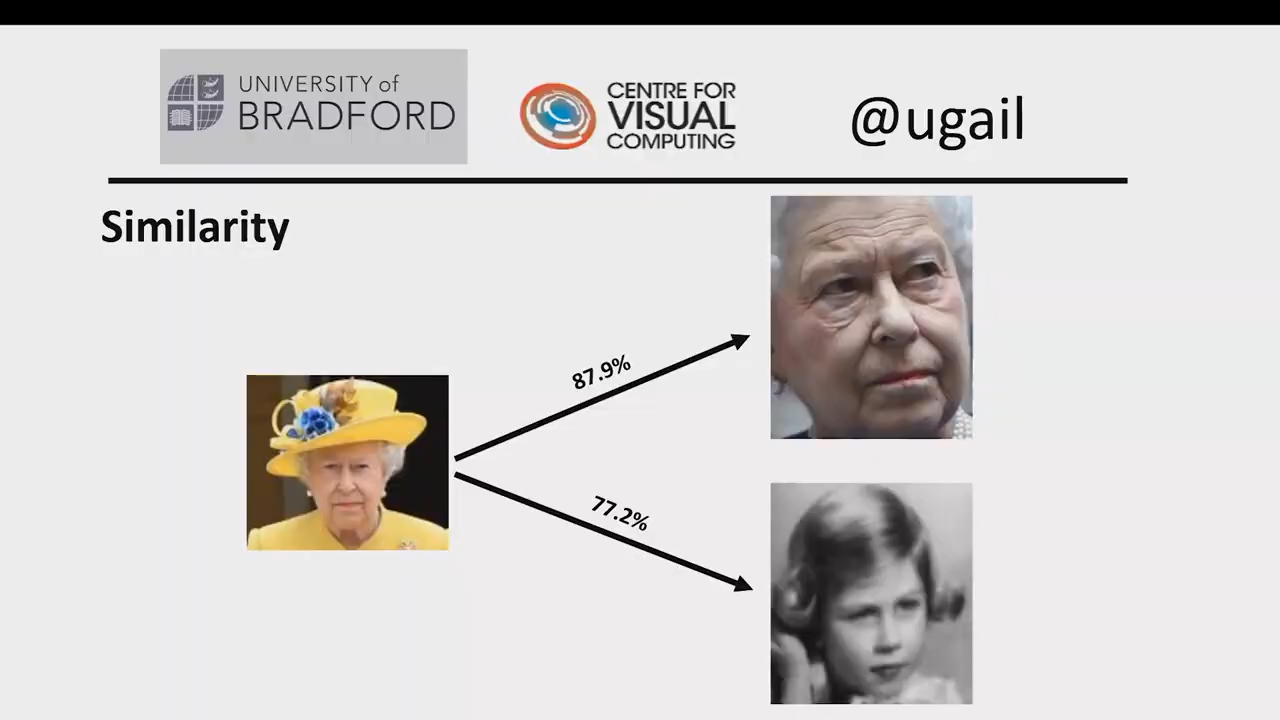 UNIVERSITY of
BRADFORD
CENTRE FOR
VISUAL
COMPUTING
@ugail
Similarity
87.9%
77.2%